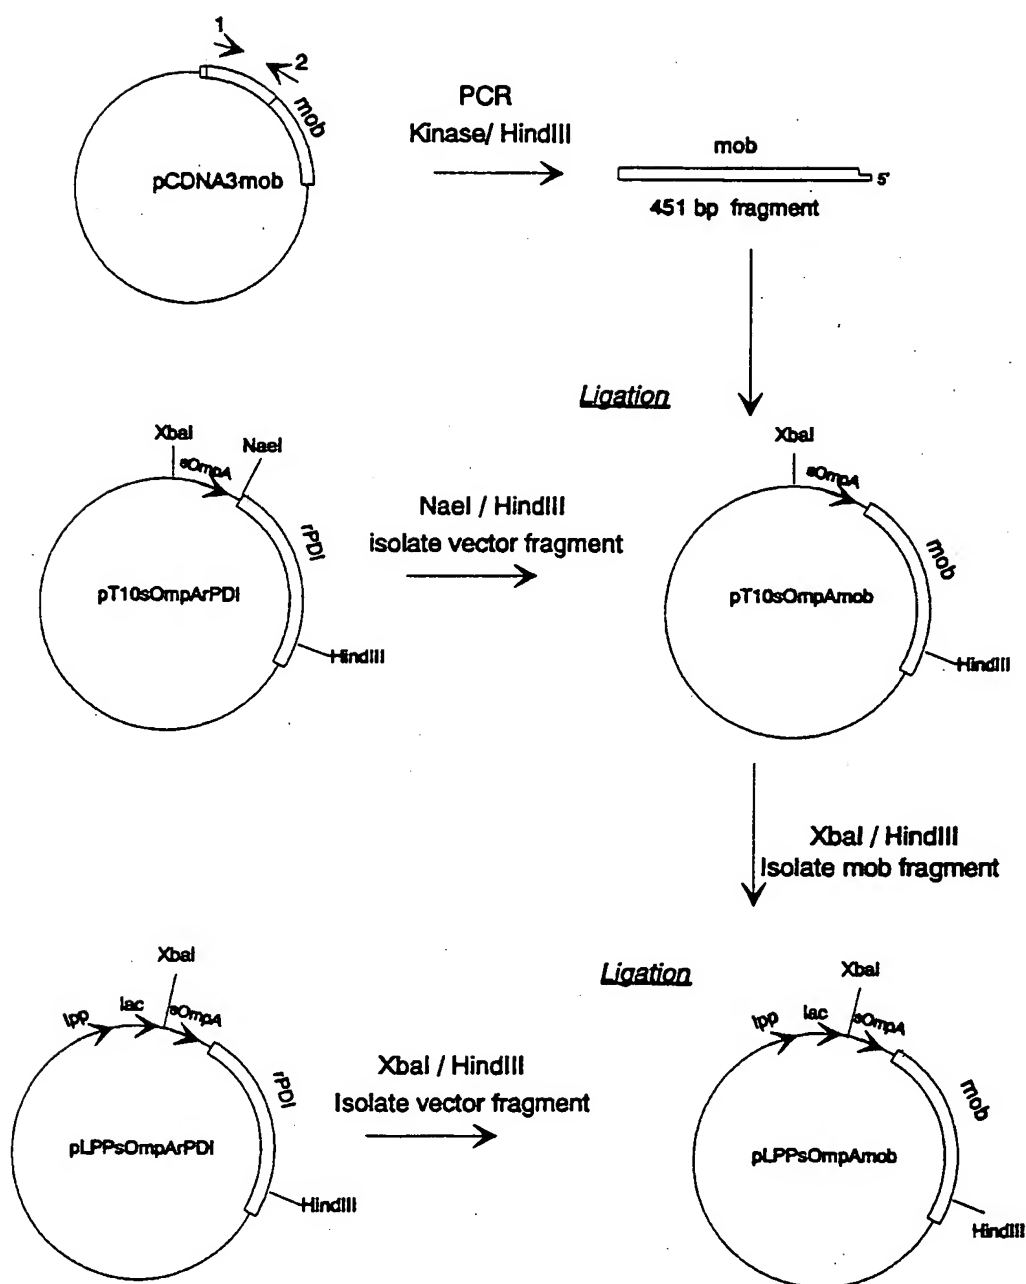 1
2
mob
pCDNA3mob
PCR
Kinase/ HindIII
mob
5'
451 bp fragment
Ligation
XbaI
sOmpA
NaeI
rPDI
pT10sOmpArPDI
HindIII
NaeI / HindIII
isolate vector fragment
XbaI
sOmpA
mob
pT10sOmpAmob
HindIII
XbaI / HindIII
Isolate mob fragment
XbaI
lpp
lac
sOmpA
rPDI
pLPPsOmpArPDI
HindIII
XbaI / HindIII
Isolate vector fragment
Ligation
XbaI
lpp
lac
sOmpA
mob
pLPPsOmpAmob
HindIII